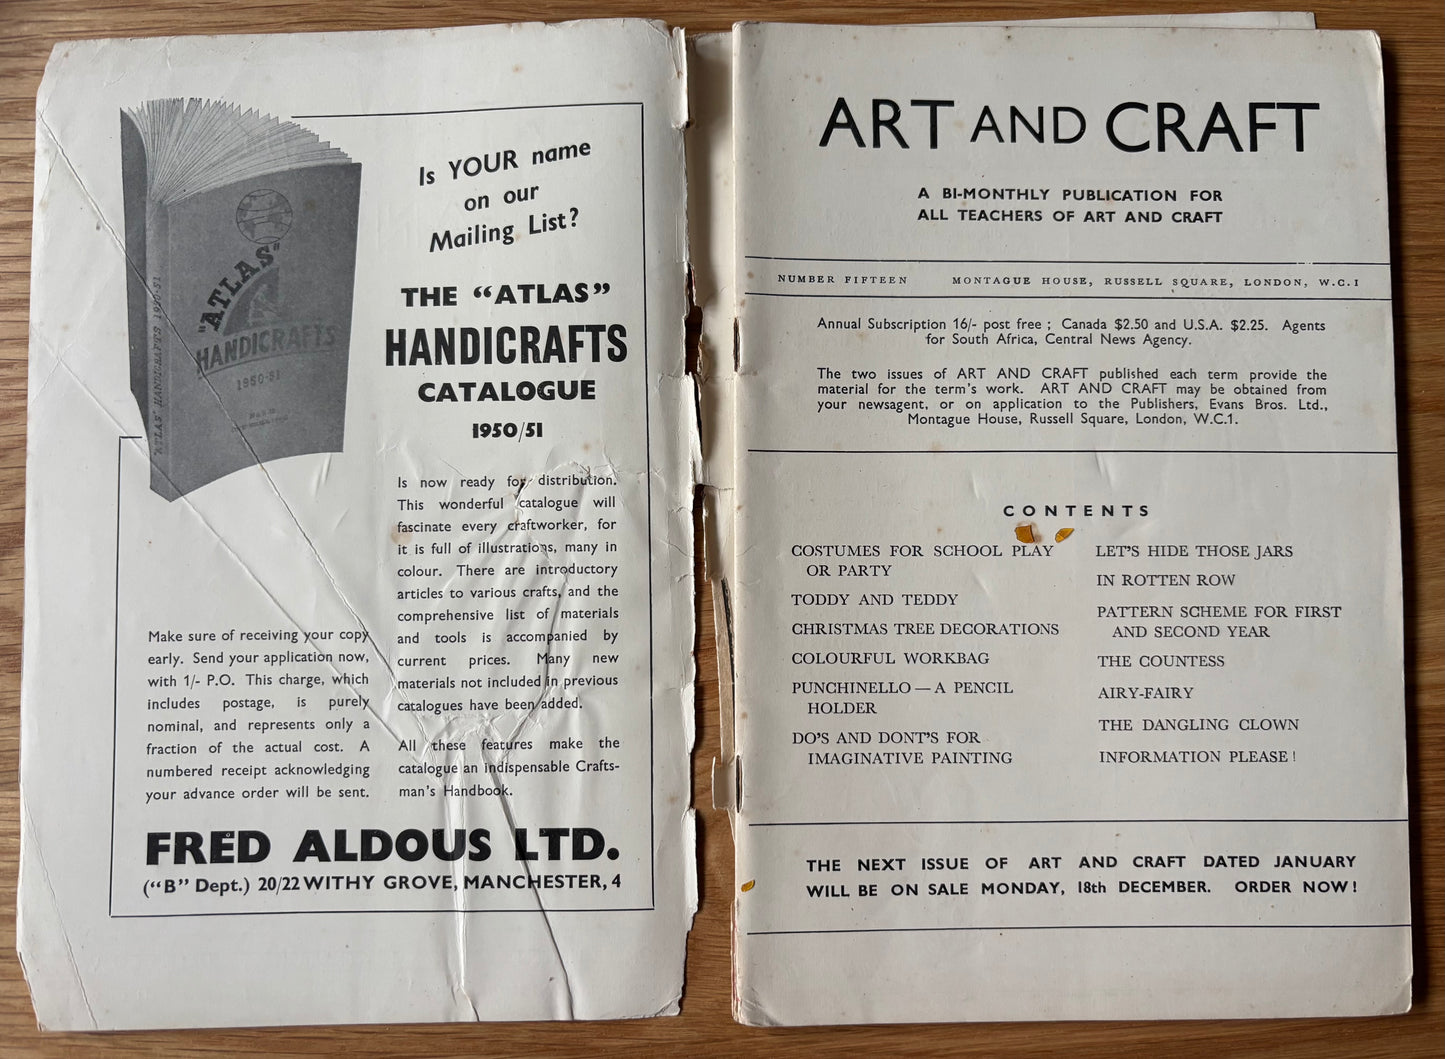 "ATLAS"
HANDICRAFTS
1950-51
"ATLAS" HANDICRAFTS 1950-51
Is YOUR name
on our
Mailing List?
THE "ATLAS"
HANDICRAFTS
CATALOGUE
1950/51
Is now ready for distribution.
This wonderful catalogue will
fascinate every craftworker, for
it is full of illustrations, many in
colour. There are introductory
articles to various crafts, and the
comprehensive list of materials
and tools is accompanied by
current prices. Many new
materials not included in previous
catalogues have been added.
All these features make the
catalogue an indispensable Crafts-
man's Handbook.
Make sure of receiving your copy
early. Send your application now,
with 1/- P.O. This charge, which
includes postage, is purely
nominal, and represents only a
fraction of the actual cost. A
numbered receipt acknowledging
your advance order will be sent.
FRED ALDOUS LTD.
("B" Dept.) 20/22 WITHY GROVE, MANCHESTER, 4
ART AND CRAFT
A BI-MONTHLY PUBLICATION FOR
ALL TEACHERS OF ART AND CRAFT
NUMBER FIFTEEN MONTAGUE HOUSE, RUSSELL SQUARE, LONDON, W.C.1
Annual Subscription 16/- post free ; Canada $2.50 and U.S.A. $2.25. Agents
for South Africa, Central News Agency.
The two issues of ART AND CRAFT published each term provide the
material for the term's work. ART AND CRAFT may be obtained from
your newsagent, or on application to the Publishers, Evans Bros. Ltd.,
Montague House, Russell Square, London, W.C.1.
CONTENTS
COSTUMES FOR SCHOOL PLAY
OR PARTY
TODDY AND TEDDY
CHRISTMAS TREE DECORATIONS
COLOURFUL WORKBAG
PUNCHINELLO — A PENCIL
HOLDER
DO'S AND DONT'S FOR
IMAGINATIVE PAINTING
LET'S HIDE THOSE JARS
IN ROTTEN ROW
PATTERN SCHEME FOR FIRST
AND SECOND YEAR
THE COUNTESS
AIRY-FAIRY
THE DANGLING CLOWN
INFORMATION PLEASE !
THE NEXT ISSUE OF ART AND CRAFT DATED JANUARY
WILL BE ON SALE MONDAY, 18th DECEMBER. ORDER NOW !